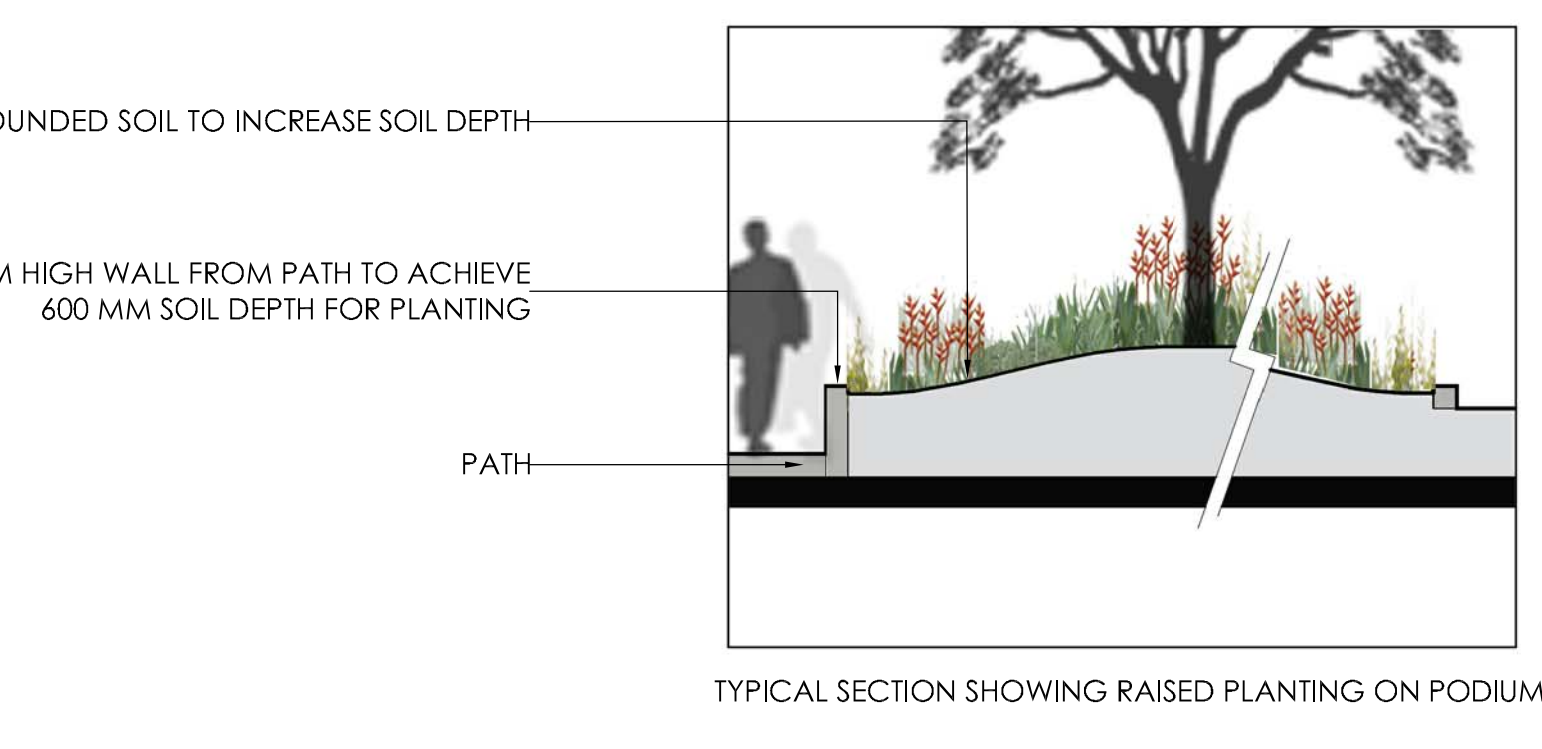 OUNDED SOIL TO INCREASE SOIL DEPTH
M HIGH WALL FROM PATH TO ACHIEVE
600 MM SOIL DEPTH FOR PLANTING
PATH
TYPICAL SECTION SHOWING RAISED PLANTING ON PODIUM